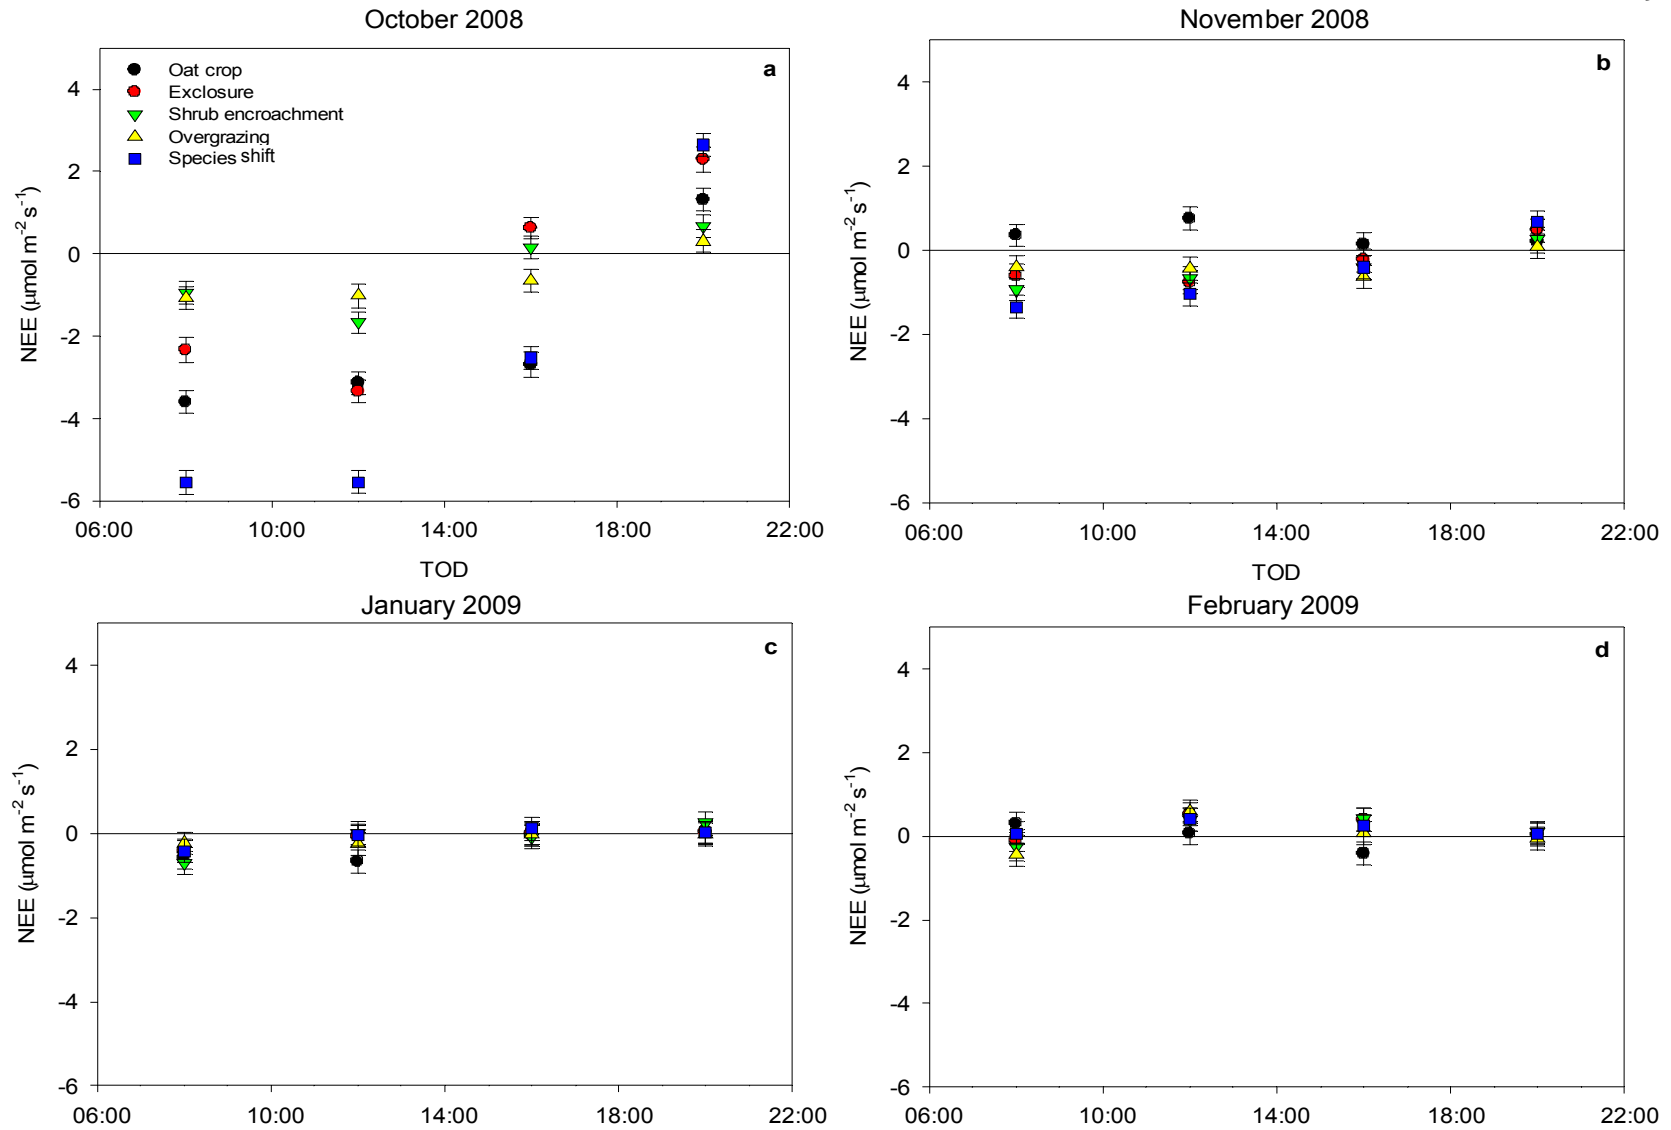 October 2008
a
Oat crop
Exclosure
Shrub encroachment
Overgrazing
Species shift
4
2
0
-2
-4
-6
NEE (μmol m⁻² s⁻¹)
06:00 10:00 14:00 18:00 22:00
TOD
November 2008
b
4
2
0
-2
-4
-6
NEE (μmol m⁻² s⁻¹)
06:00 10:00 14:00 18:00 22:00
TOD
January 2009
c
4
2
0
-2
-4
-6
NEE (μmol m⁻² s⁻¹)
06:00 10:00 14:00 18:00 22:00
February 2009
d
4
2
0
-2
-4
-6
NEE (μmol m⁻² s⁻¹)
06:00 10:00 14:00 18:00 22:00